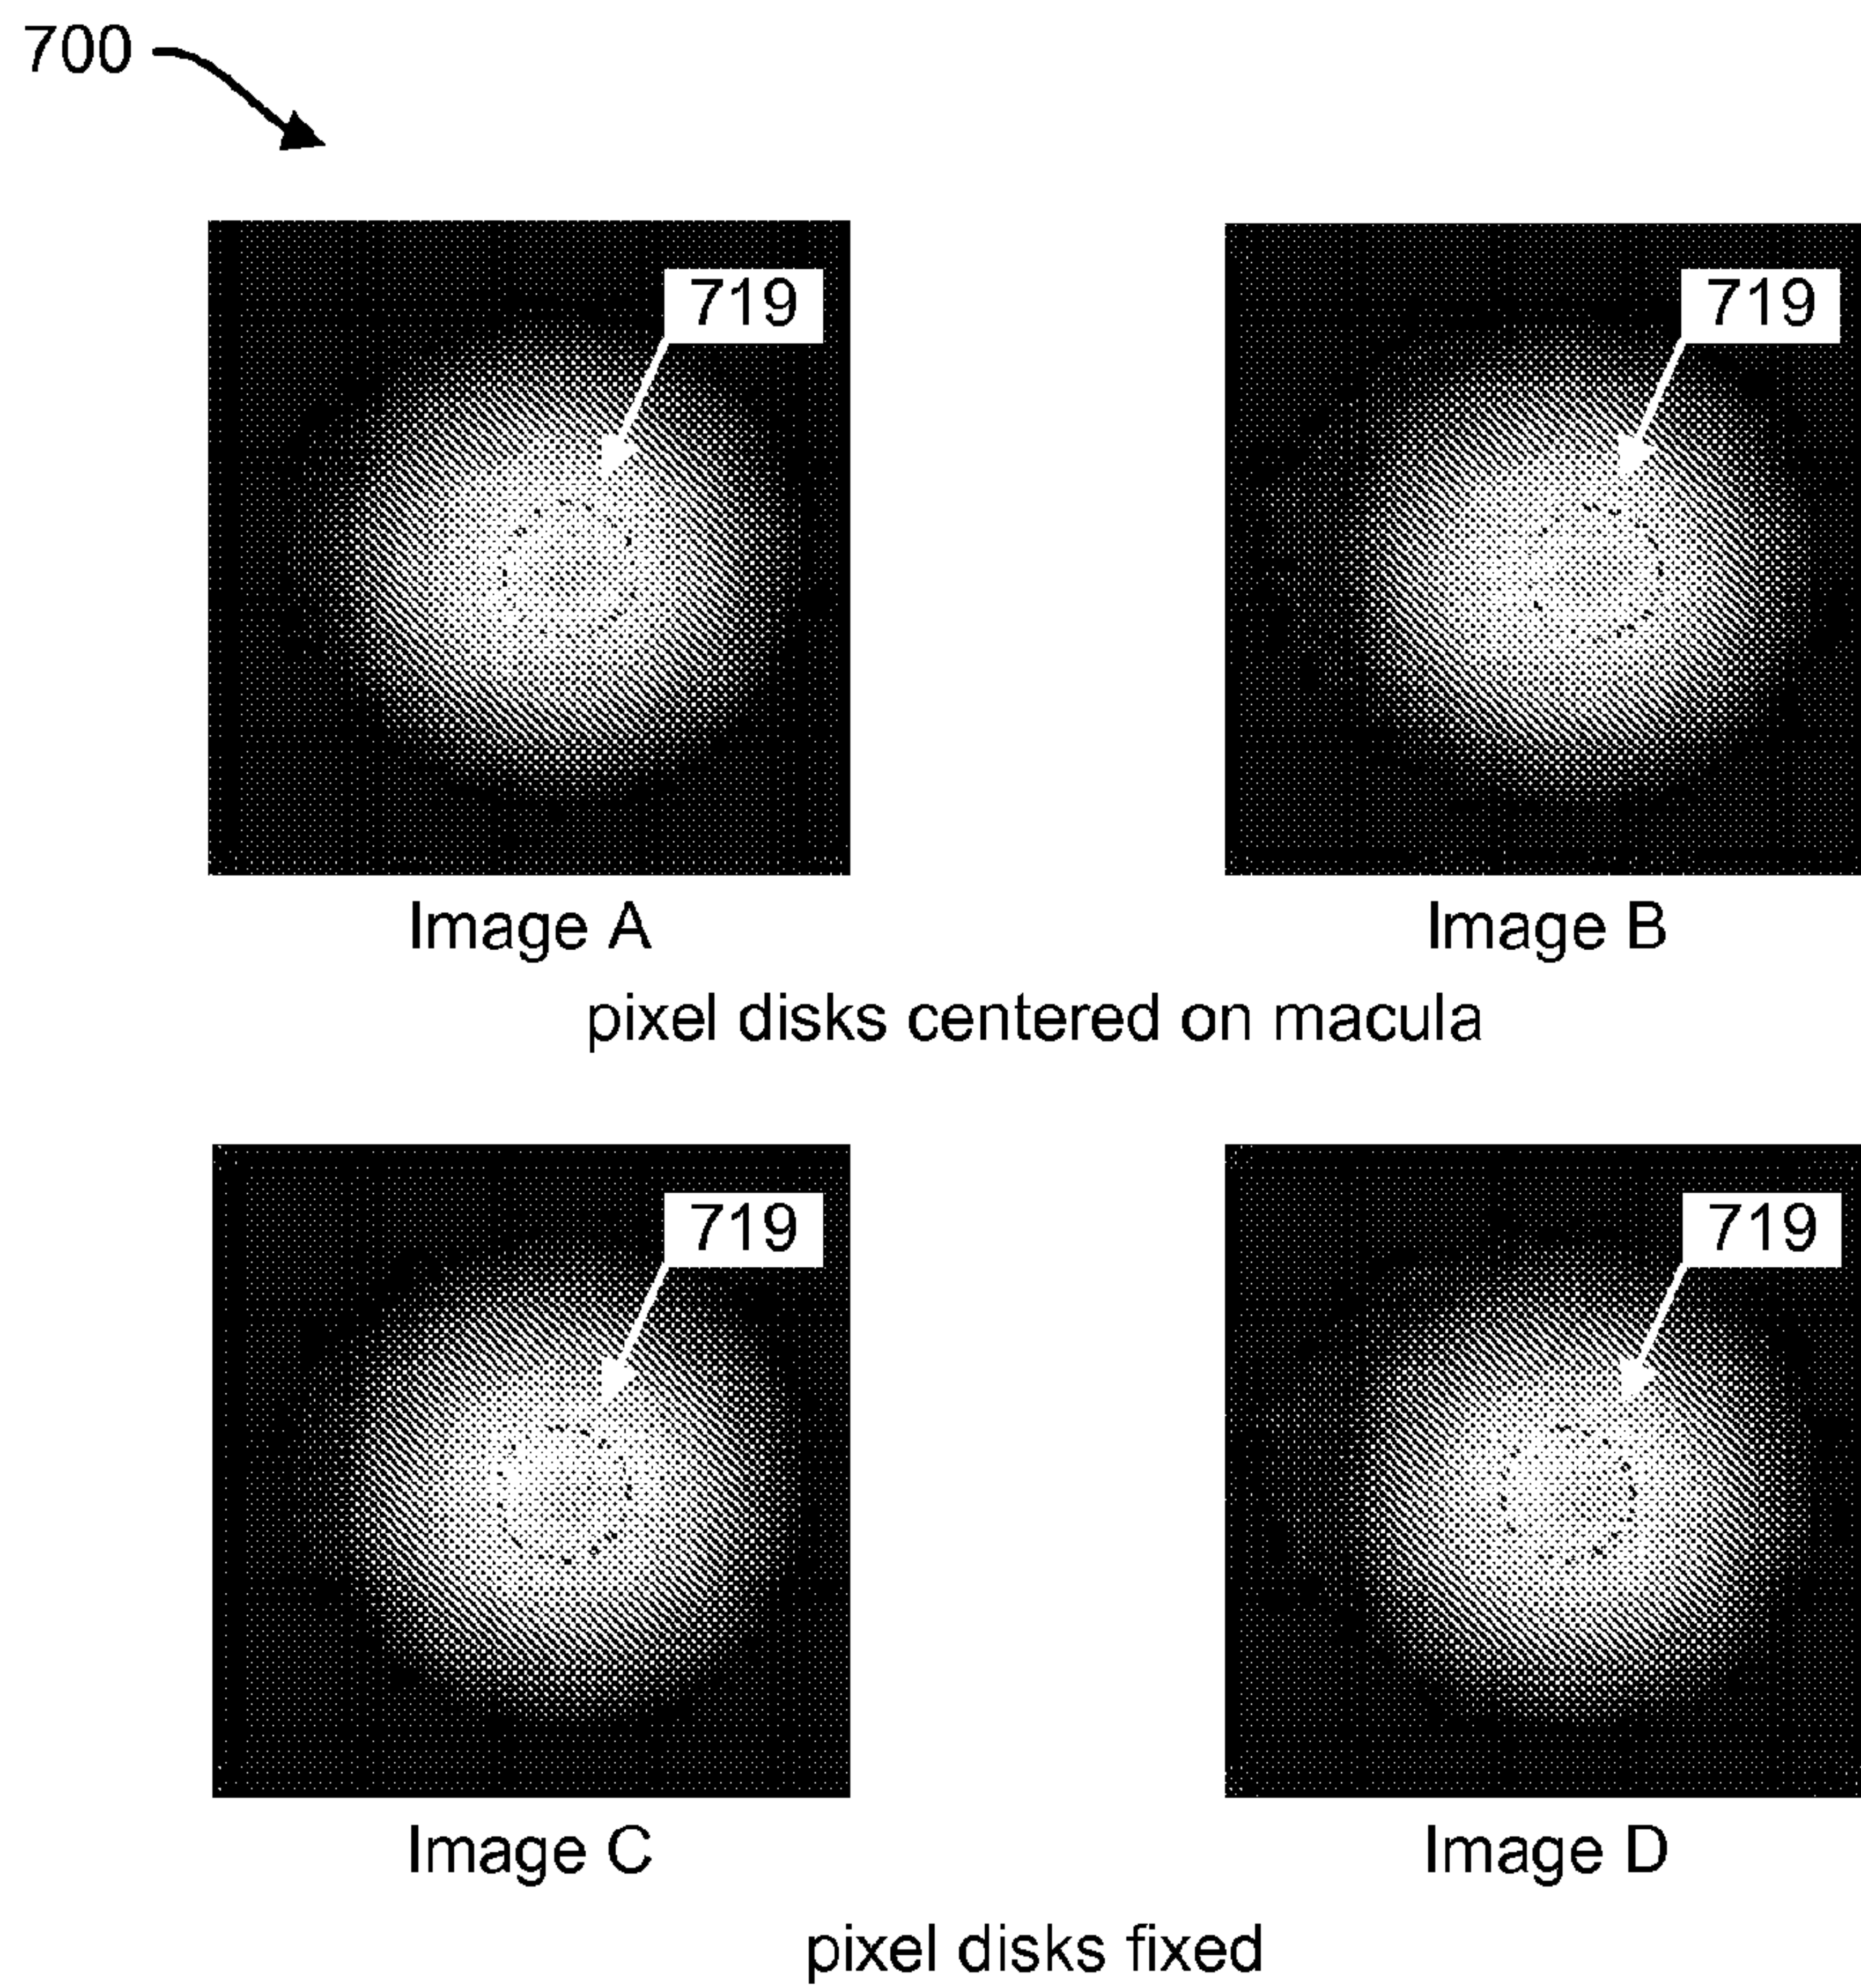 700
719
719
Image A
Image B
pixel disks centered on macula
719
719
Image C
Image D
pixel disks fixed